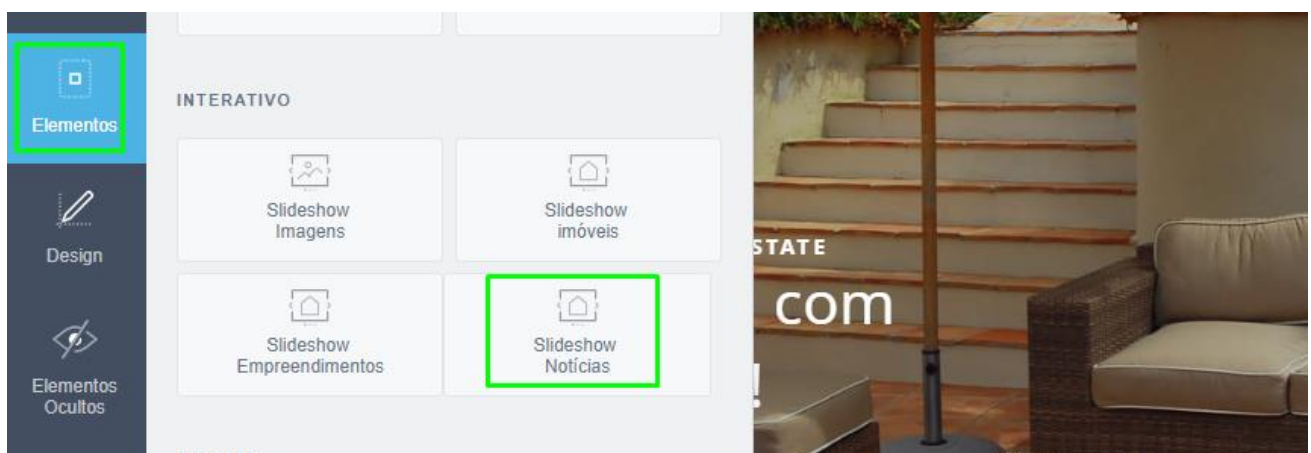 Elementos
Design
Elementos
Ocultos
INTERATIVO
Slideshow
Imagens
Slideshow
imóveis
Slideshow
Empreendimentos
Slideshow
Notícias
STATE
com
!